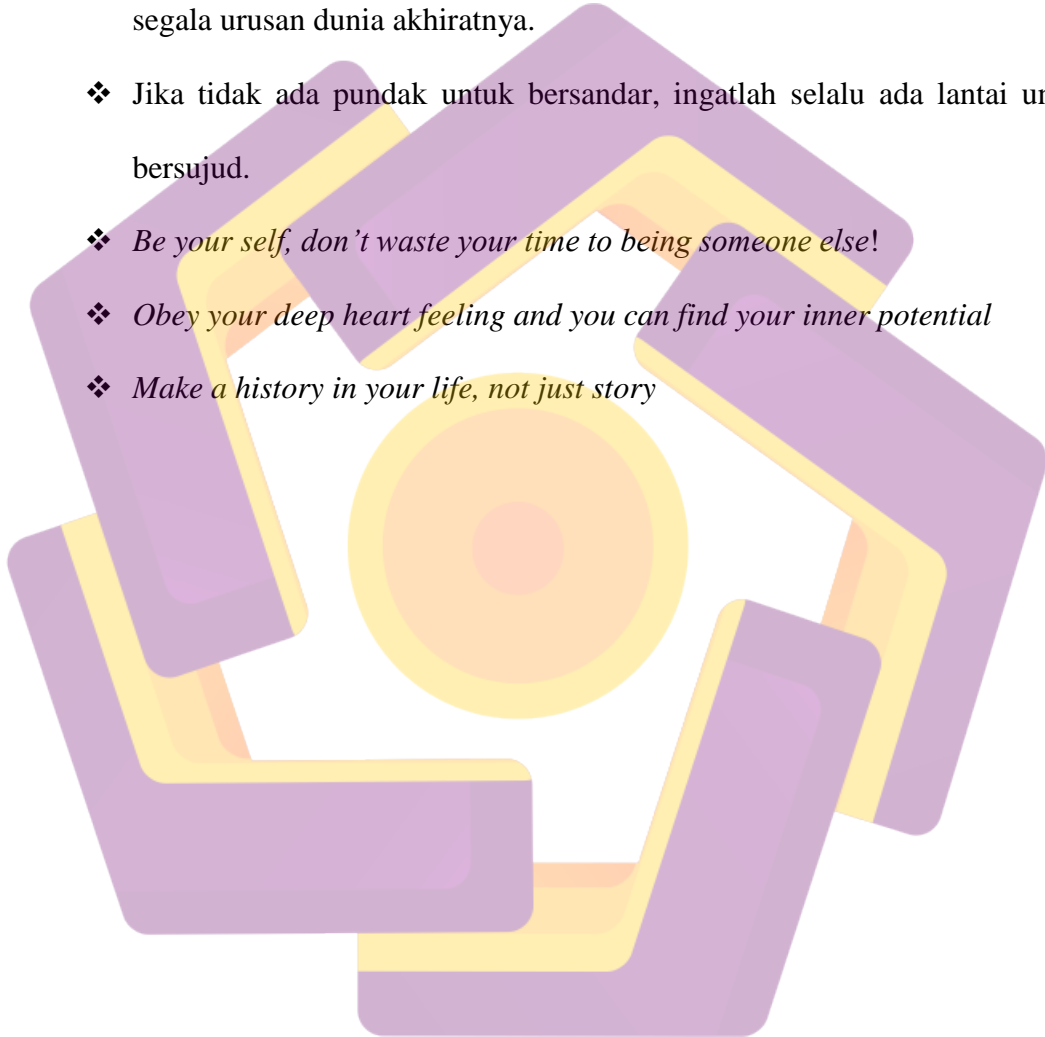 segala urusan dunia akhiratnya.
❖ Jika tidak ada pundak untuk bersandar, ingatlah selalu ada lantai
bersujud.
❖ Be your self, don’t waste your time to being someone else!
❖ Obey your deep heart feeling and you can find your inner potential
❖ Make a history in your life, not just story